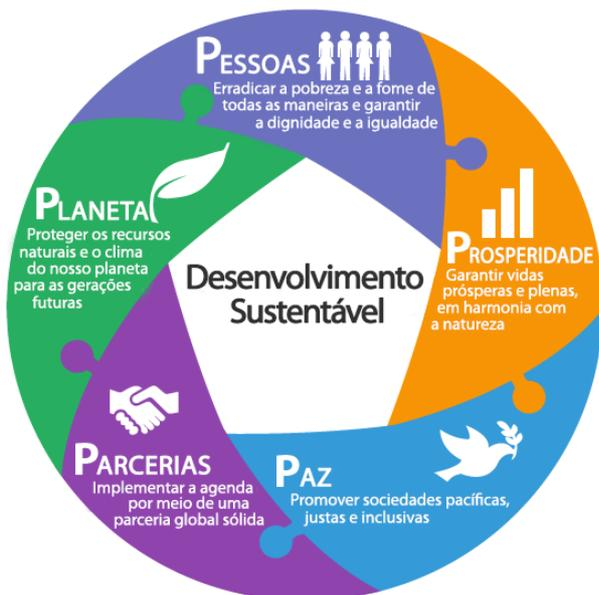 PESSOAS
Erradicar a pobreza e a fome de
todas as maneiras e garantir
a dignidade e a igualdade
PROSPERIDADE
Garantir vidas
prósperas e plenas,
em harmonia com
a natureza
PAZ
Promover sociedades pacíficas,
justas e inclusivas
PARCERIAS
Implementar a agenda
por meio de uma
parceria global sólida
PLANETA
Proteger os recursos
naturais e o clima
do nosso planeta
para as gerações
futuras
Desenvolvimento
Sustentável